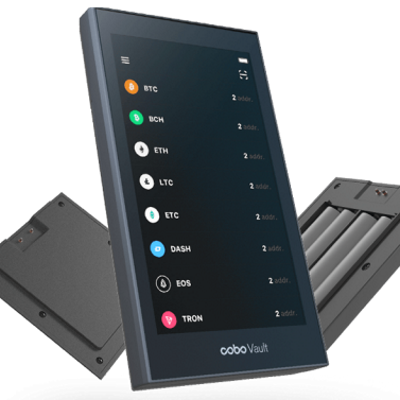 BTC
2 addr.
BCH
2 addr.
ETH
2 addr.
LTC
2 addr.
ETC
2 addr.
DASH
2 addr.
EOS
2 addr.
TRON
2 addr.
cobo Vault